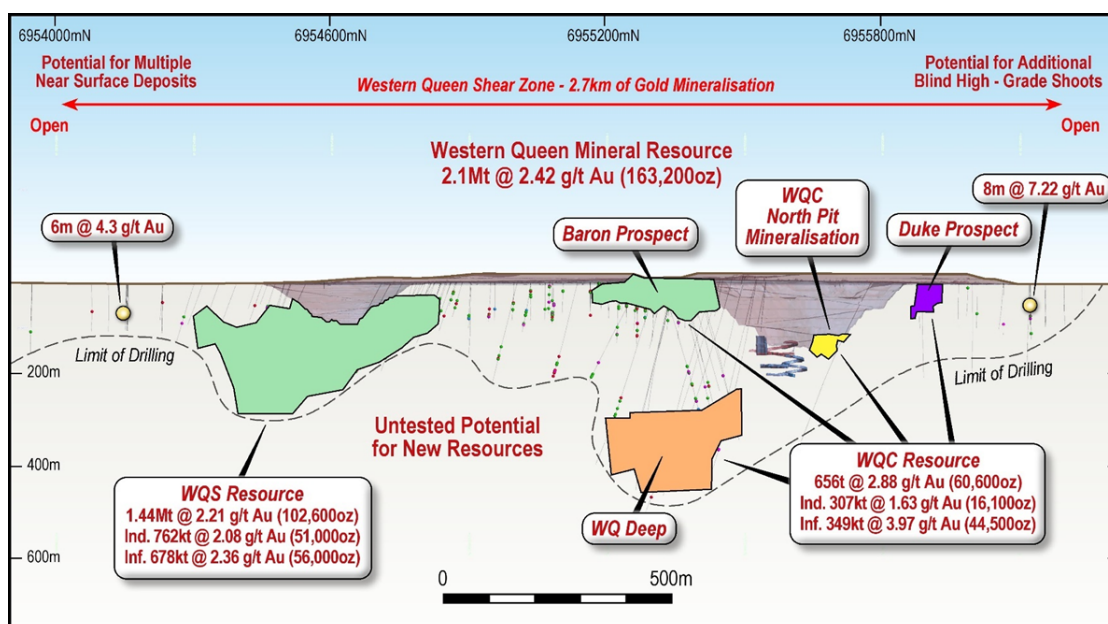 6954000mN
6954600mN
6955200mN
6955800mN
Potential for Multiple
Near Surface Deposits
Potential for Additional
Blind High - Grade Shoots
Western Queen Shear Zone - 2.7km of Gold Mineralisation
Open
Open
Western Queen Mineral Resource
2.1Mt @ 2.42 g/t Au (163,200oz)
6m @ 4.3 g/t Au
Baron Prospect
WQC
North Pit
Mineralisation
Duke Prospect
8m @ 7.22 g/t Au
Limit of Drilling
Limit of Drilling
200m
400m
600m
Untested Potential
for New Resources
WQS Resource
1.44Mt @ 2.21 g/t Au (102,600oz)
Ind. 762kt @ 2.08 g/t Au (51,000oz)
Inf. 678kt @ 2.36 g/t Au (56,000oz)
WQ Deep
WQC Resource
656t @ 2.88 g/t Au (60,600oz)
Ind. 307kt @ 1.63 g/t Au (16,100oz)
Inf. 349kt @ 3.97 g/t Au (44,500oz)
0
500m